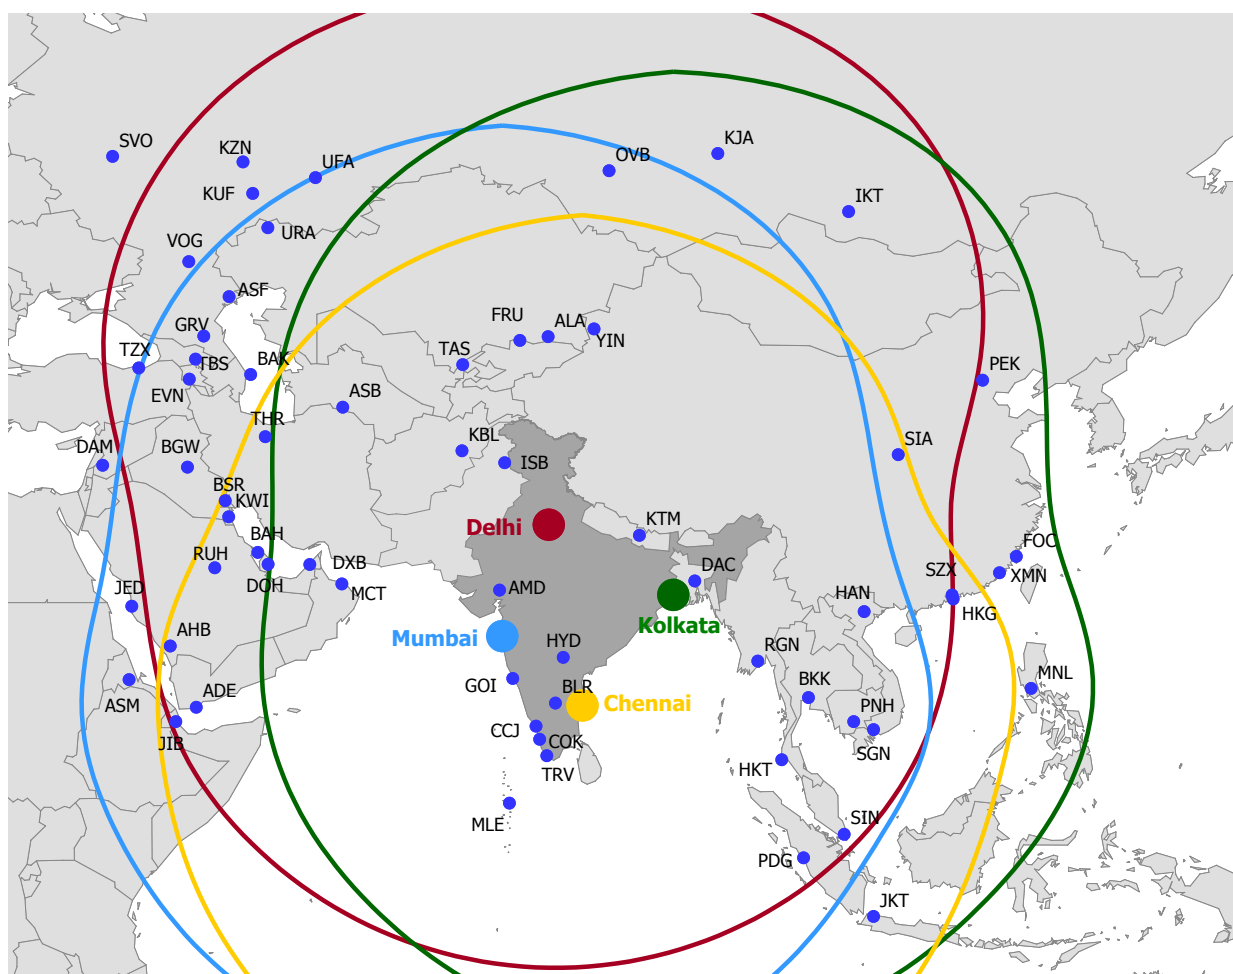 SVO
KZN
UFA
OVB
KJA
KUF
IKT
URA
VOG
ASF
GRV
FRU
ALA
YIN
TZX
TBS
BAK
TAS
PEK
EVN
ASB
THR
DAM
BGW
KBL
ISB
SIA
BSR
KWI
Delhi
KTM
BAH
RUH
DXB
DOH
MCT
FOC
XMN
SZX
HKG
DAC
JED
AMD
HAN
Kolkata
Mumbai
AHB
HYD
RGN
GOI
BLR
Chennai
BKK
MNL
ASM
ADE
PNH
CCJ
COK
SGN
JIB
TRV
HKT
MLE
SIN
PDG
JKT